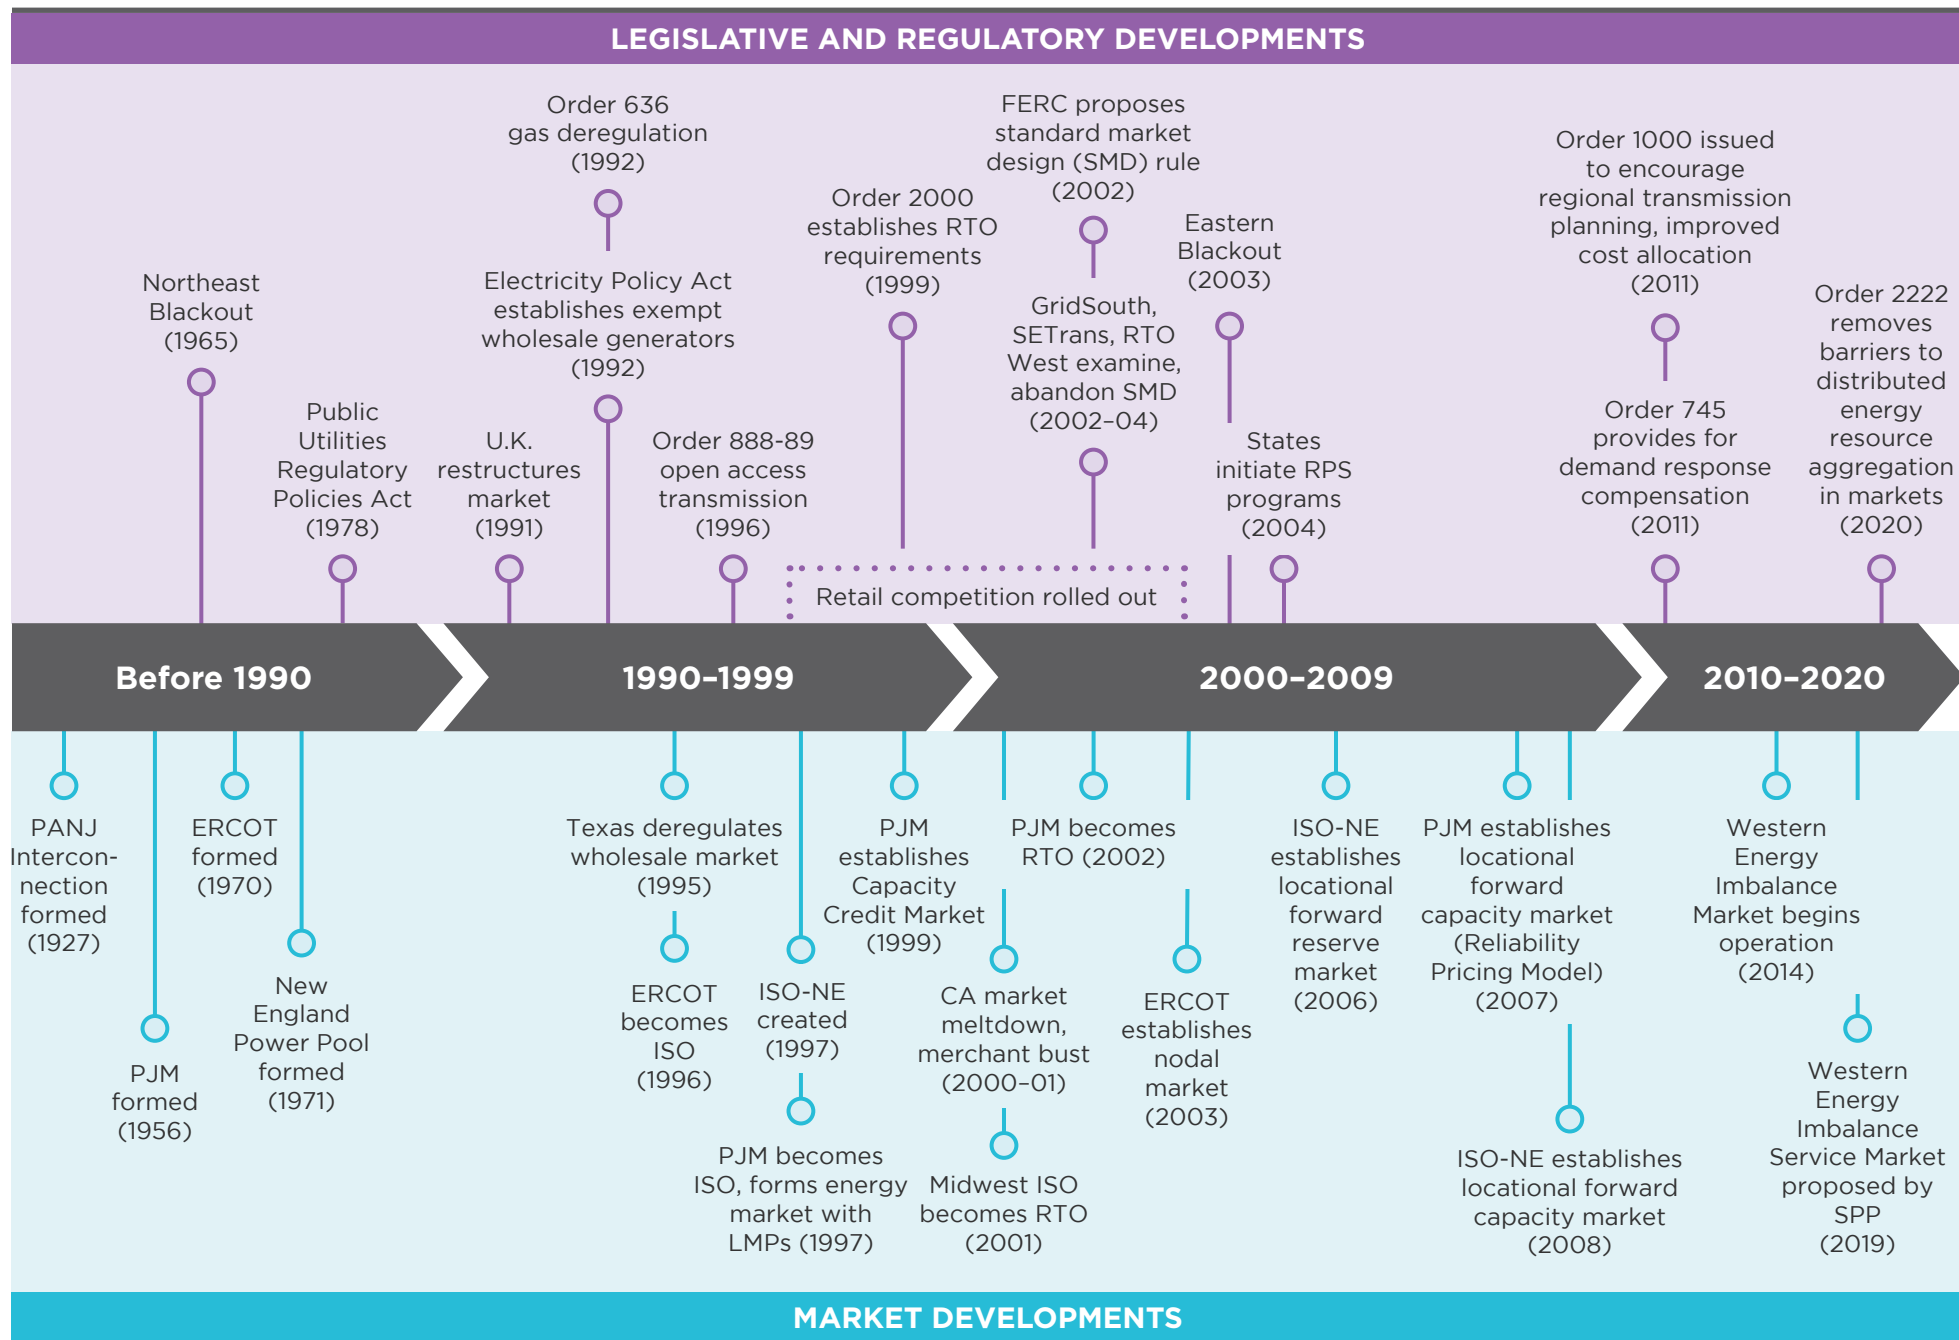 LEGISLATIVE AND REGULATORY DEVELOPMENTS
Northeast
Blackout
(1965)
Public
Utilities
Regulatory
Policies Act
(1978)
U.K.
restructures
market
(1991)
Order 636
gas deregulation
(1992)
Electricity Policy Act
establishes exempt
wholesale generators
(1992)
Order 888-89
open access
transmission
(1996)
Order 2000
establishes RTO
requirements
(1999)
FERC proposes
standard market
design (SMD) rule
(2002)
GridSouth,
SETrans, RTO
West examine,
abandon SMD
(2002–04)
Eastern
Blackout
(2003)
States
initiate RPS
programs
(2004)
Order 1000 issued
to encourage
regional transmission
planning, improved
cost allocation
(2011)
Order 745
provides for
demand response
compensation
(2011)
Order 2222
removes
barriers to
distributed
energy
resource
aggregation
in markets
(2020)
Retail competition rolled out
Before 1990
1990–1999
2000–2009
2010–2020
PANJ
Intercon-
nection
formed
(1927)
PJM
formed
(1956)
ERCOT
formed
(1970)
New
England
Power Pool
formed
(1971)
Texas deregulates
wholesale market
(1995)
ERCOT
becomes
ISO
(1996)
ISO-NE
created
(1997)
PJM becomes
ISO, forms energy
market with
LMPs (1997)
PJM
establishes
Capacity
Credit Market
(1999)
CA market
meltdown,
merchant bust
(2000–01)
Midwest ISO
becomes RTO
(2001)
PJM becomes
RTO (2002)
ERCOT
establishes
nodal
market
(2003)
ISO-NE
establishes
locational
forward
reserve
market
(2006)
PJM establishes
locational
forward
capacity market
(Reliability
Pricing Model)
(2007)
ISO-NE establishes
locational forward
capacity market
(2008)
Western
Energy
Imbalance
Market begins
operation
(2014)
Western
Energy
Imbalance
Service Market
proposed by
SPP
(2019)
MARKET DEVELOPMENTS